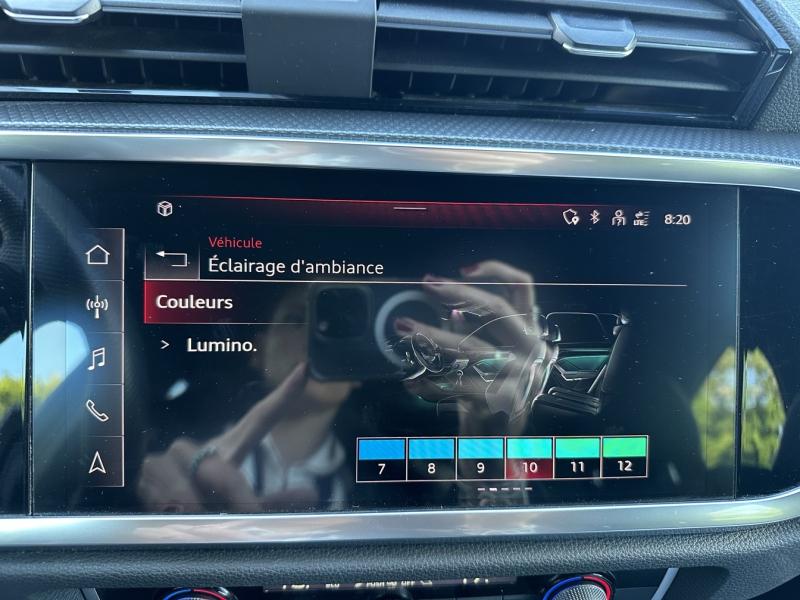 8:20
Véhicule
Éclairage d'ambiance
Couleurs
> Lumino.
7 8 9 10 11 12